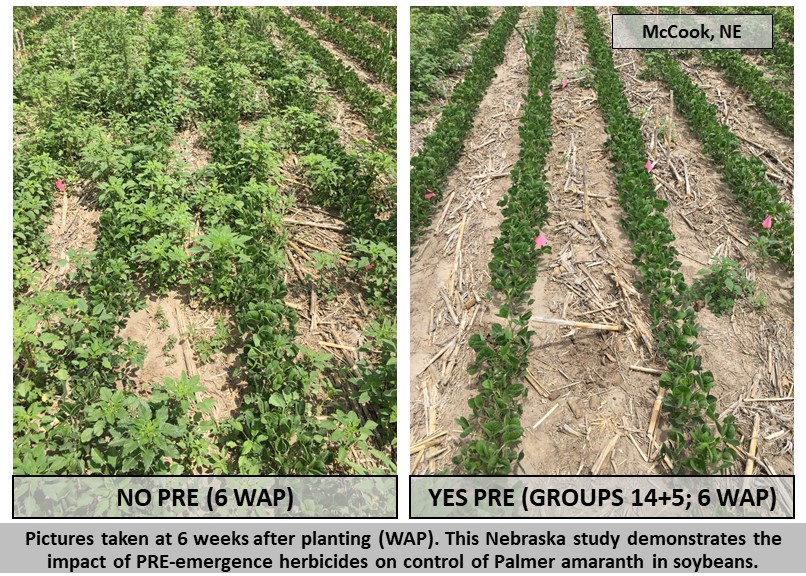 McCook, NE
NO PRE (6 WAP)
YES PRE (GROUPS 14+5; 6 WAP)
Pictures taken at 6 weeks after planting (WAP). This Nebraska study demonstrates the
impact of PRE-emergence herbicides on control of Palmer amaranth in soybeans.